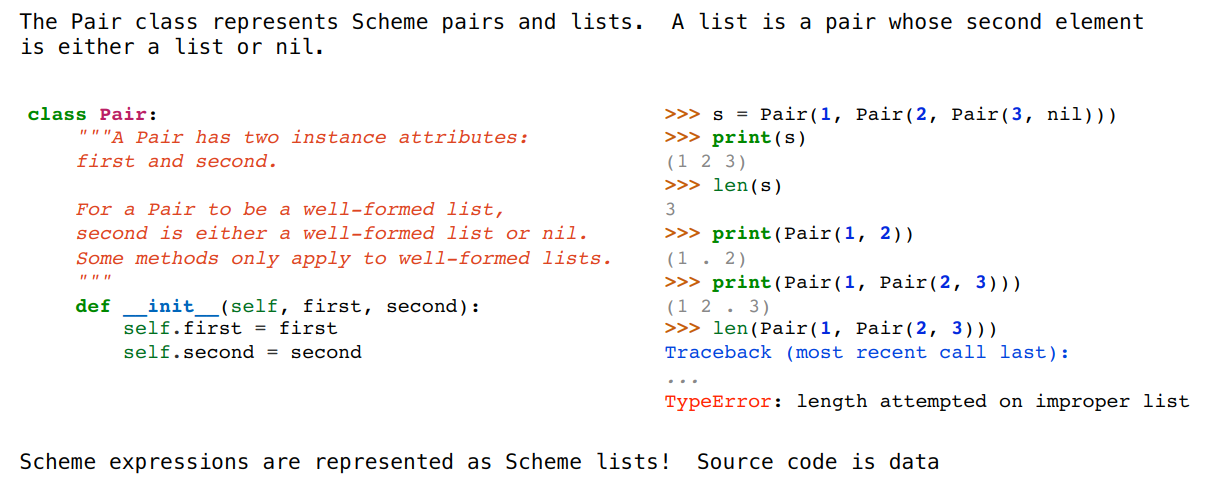 The Pair class represents Scheme pairs and lists.  A list is a pair whose second element
is either a list or nil.
class Pair:
    """A Pair has two instance attributes:
    first and second.

    For a Pair to be a well-formed list,
    second is either a well-formed list or nil.
    Some methods only apply to well-formed lists.
    """
    def __init__(self, first, second):
        self.first = first
        self.second = second
>>> s = Pair(1, Pair(2, Pair(3, nil)))
>>> print(s)
(1 2 3)
>>> len(s)
3
>>> print(Pair(1, 2))
(1 . 2)
>>> print(Pair(1, Pair(2, 3)))
(1 2 . 3)
>>> len(Pair(1, Pair(2, 3)))
Traceback (most recent call last):
...
TypeError: length attempted on improper list
Scheme expressions are represented as Scheme lists!  Source code is data